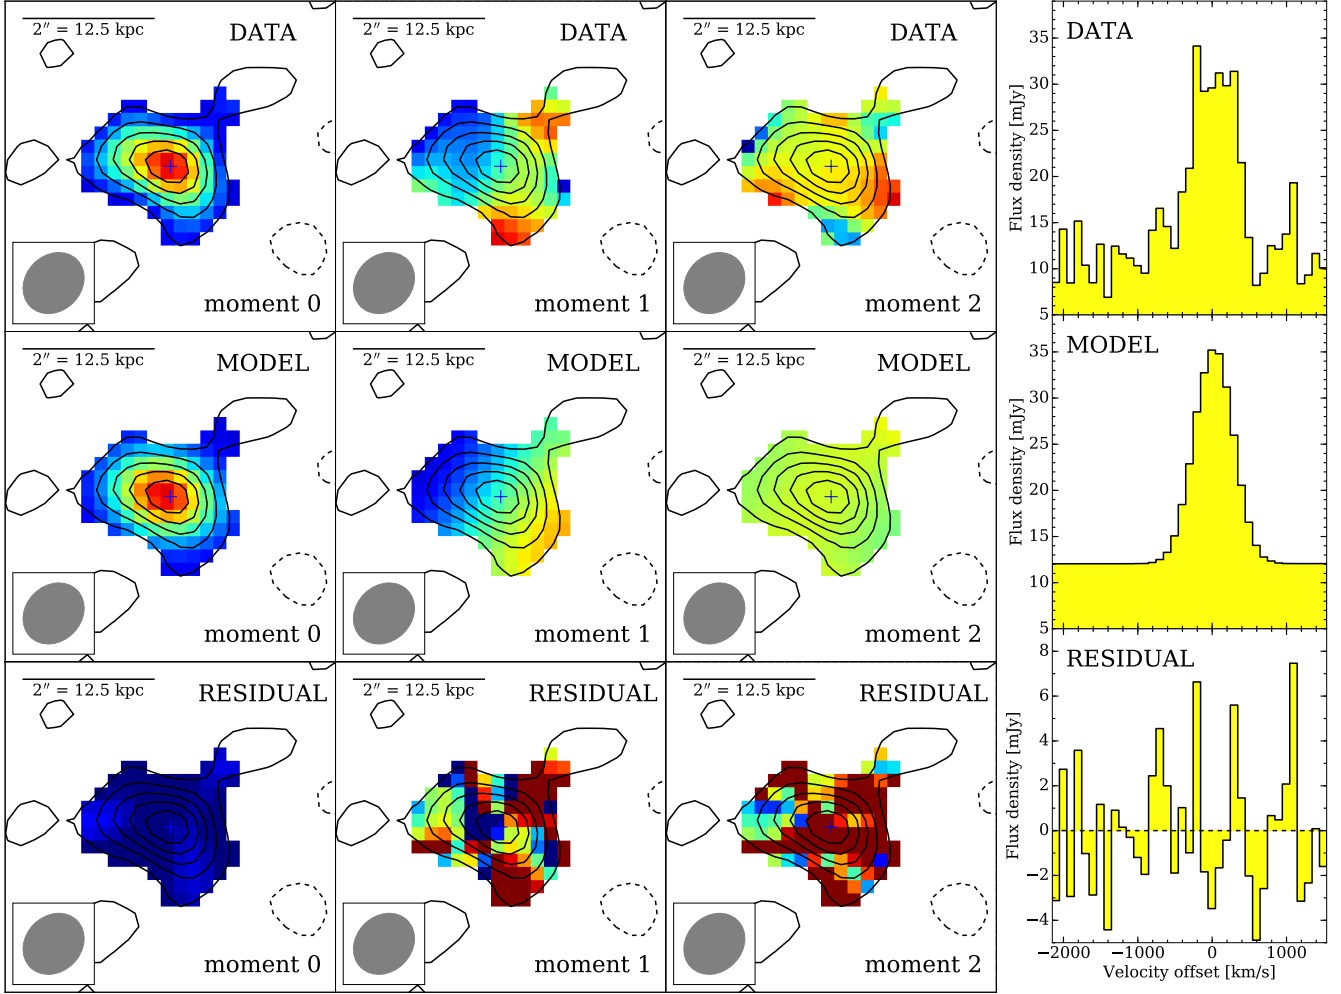 2″ = 12.5 kpc
DATA
moment 0
2″ = 12.5 kpc
DATA
moment 1
2″ = 12.5 kpc
DATA
moment 2
DATA
Flux density [mJy]
35
30
25
20
15
10
5
2″ = 12.5 kpc
MODEL
moment 0
2″ = 12.5 kpc
MODEL
moment 1
2″ = 12.5 kpc
MODEL
moment 2
MODEL
Flux density [mJy]
35
30
25
20
15
10
5
2″ = 12.5 kpc
RESIDUAL
moment 0
2″ = 12.5 kpc
RESIDUAL
moment 1
2″ = 12.5 kpc
RESIDUAL
moment 2
RESIDUAL
Flux density [mJy]
8
6
4
2
0
−2
−4
−2000 −1000 0 1000
Velocity offset [km/s]